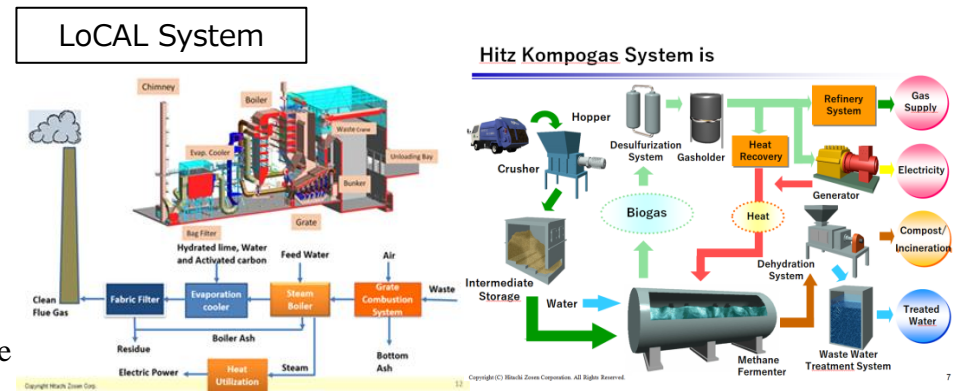 LoCAL System
Chimney
Boiler
Waste Crane
Evap. Cooler
Unloading Bay
Bunker
Grate
Bag Filter
Hydrated lime, Water
and Activated carbon
Feed Water
Air
Waste
Clean
Flue Gas
Fabric Filter
Evaporation
cooler
Steam
Boiler
Grate
Combustion
System
Boiler Ash
Residue
Bottom
Ash
Electric Power
Heat
Utilization
Steam
e
Copyright Hitachi Zosen Corp.
12
Hitz Kompogas System is
Hopper
Crusher
Desulfurization
System
Gasholder
Refinery
System
Gas
Supply
Heat
Recovery
Generator
Electricity
Biogas
Heat
Compost/
Incineration
Dehydration
System
Intermediate
Storage
Water
Treated
Water
Methane
Fermenter
Waste Water
Treatment System
Copyright (C) Hitachi Zosen Corporation. All Rights Reserved.
7